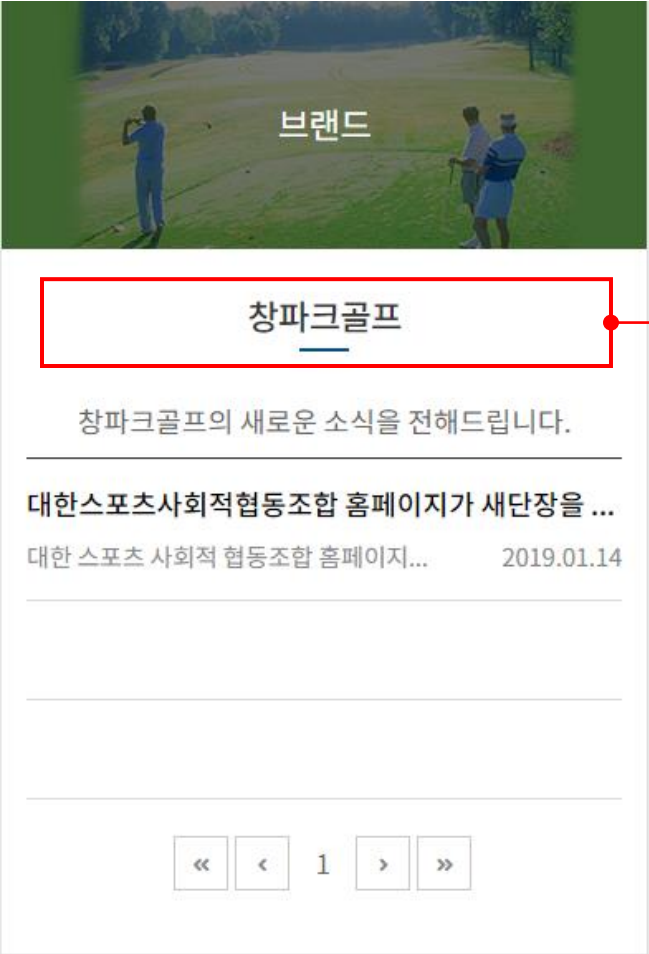 브랜드
창파크골프
창파크골프의 새로운 소식을 전해드립니다.
대한스포츠사회적협동조합 홈페이지가 새단장을 ...
대한 스포츠 사회적 협동조합 홈페이지... 2019.01.14
« ‹ 1 › »